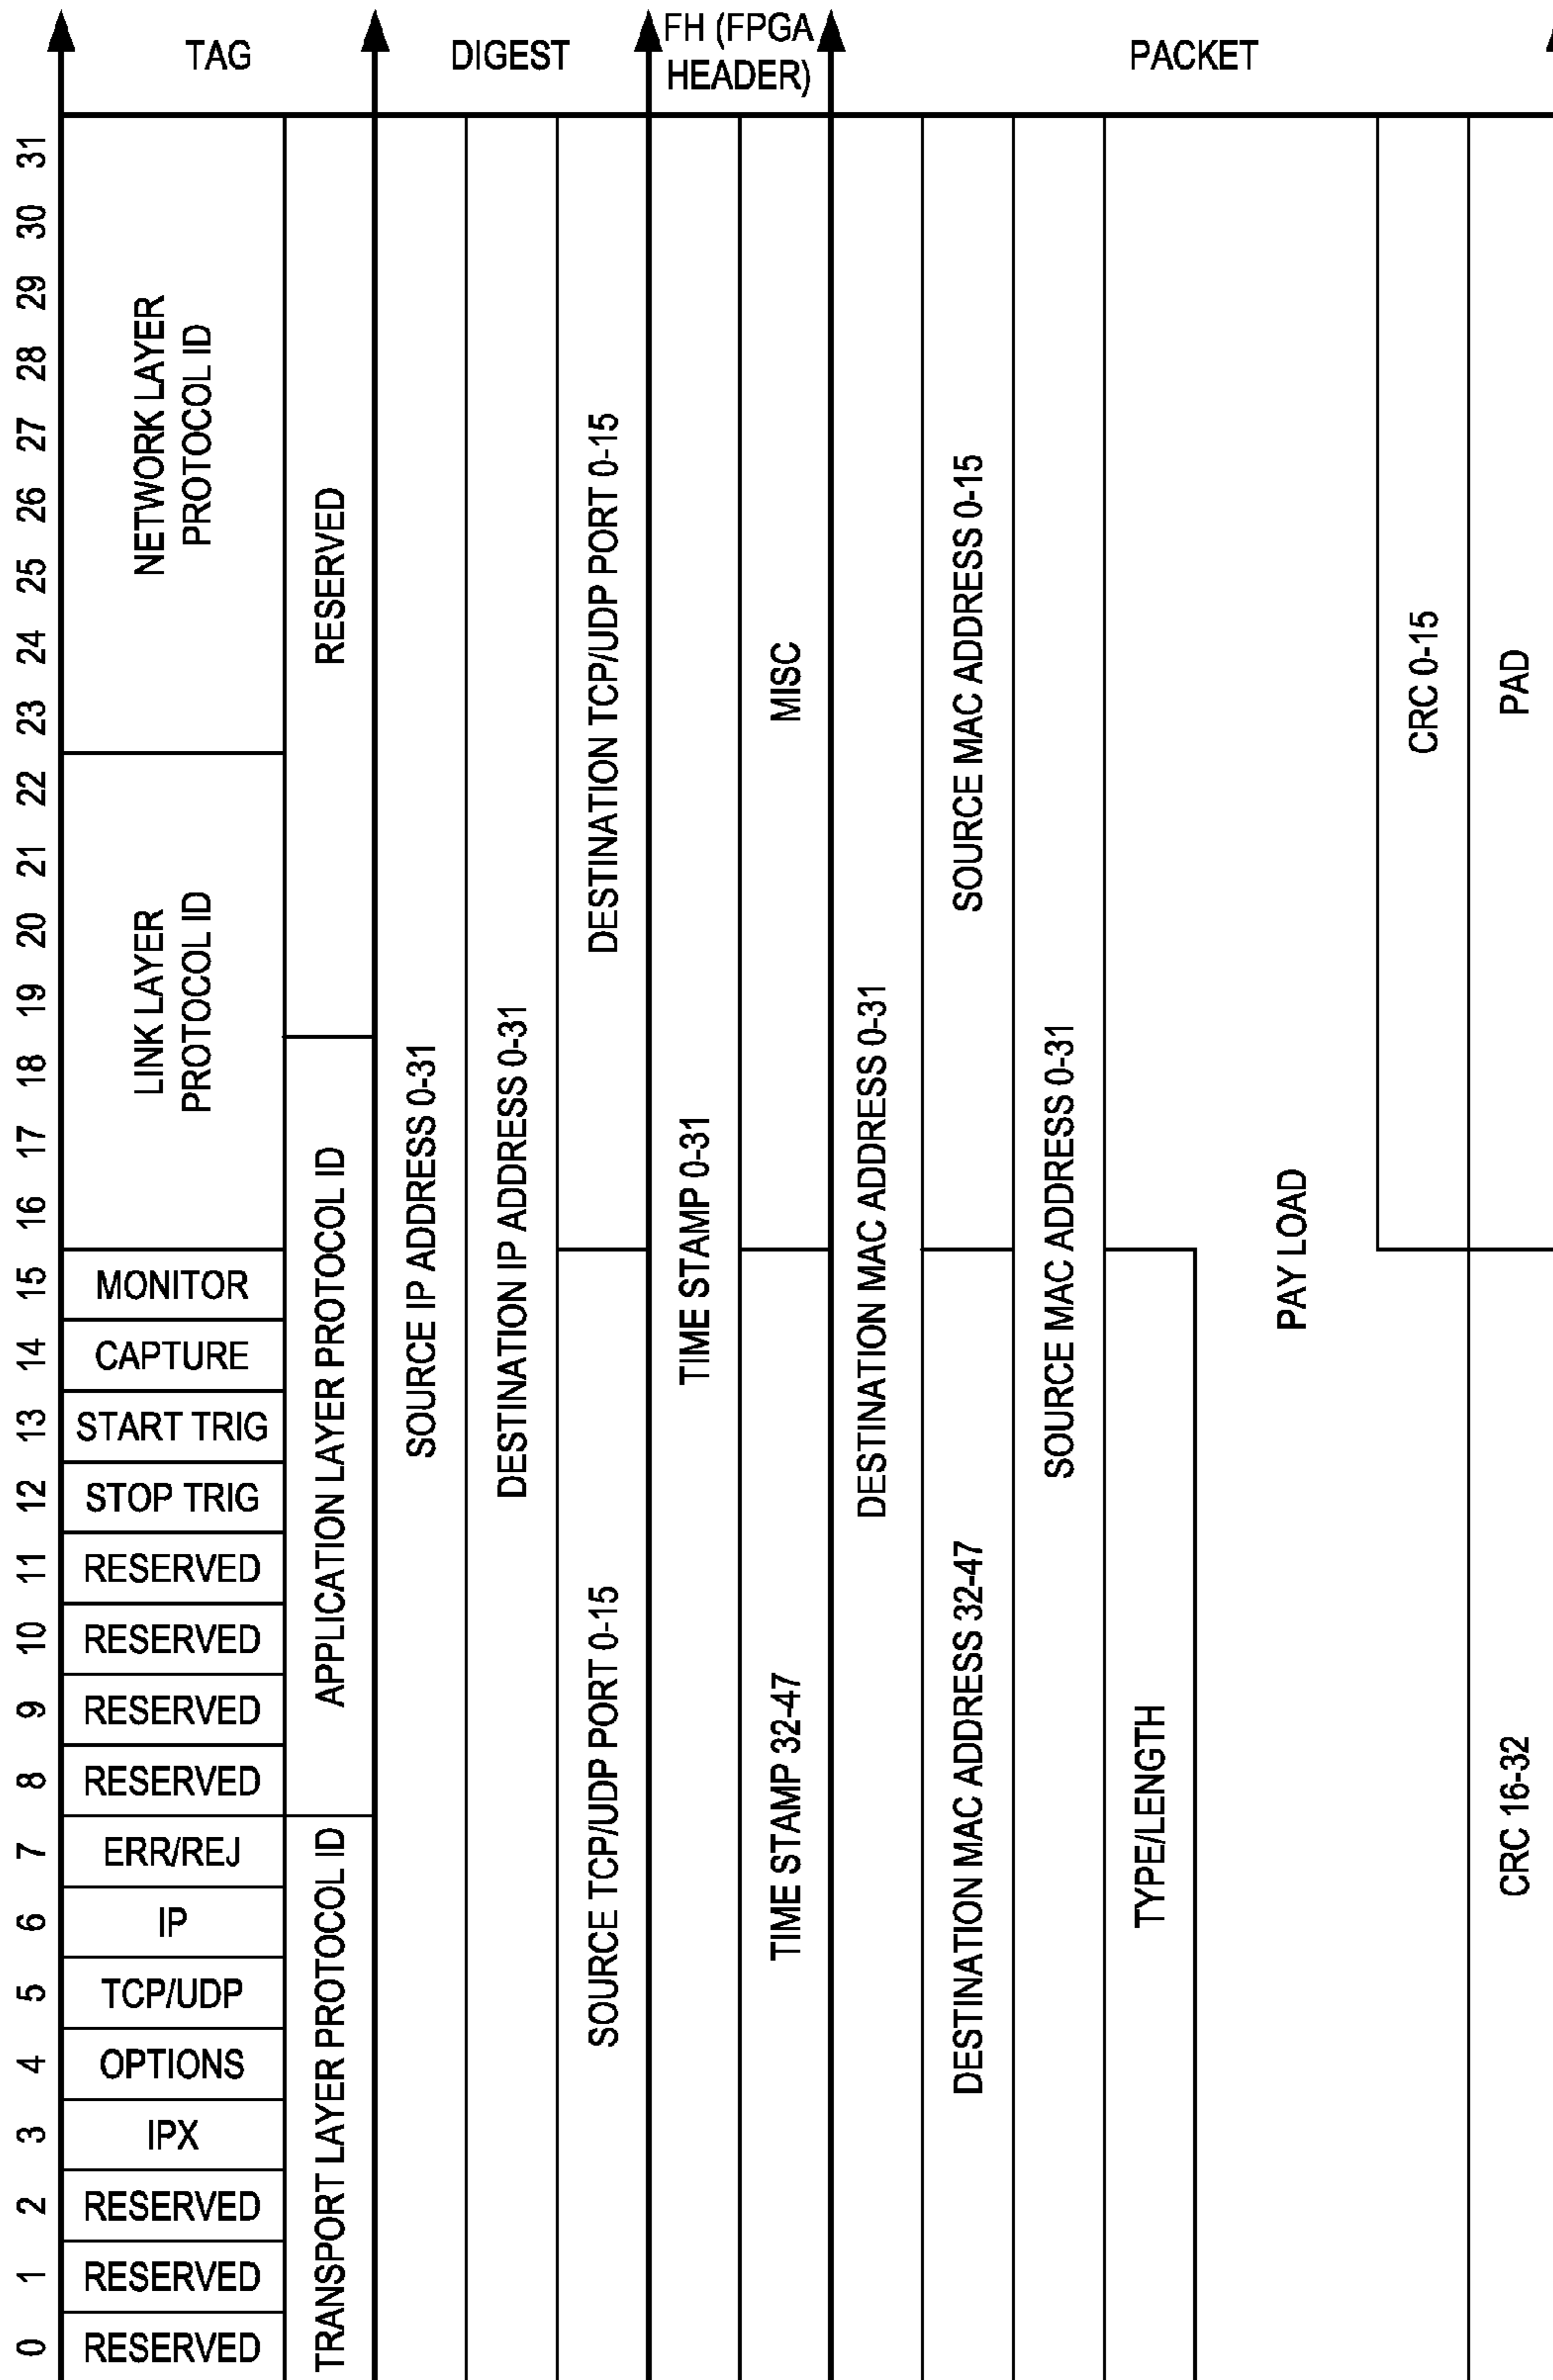 TAG
DIGEST
FH (FPGA
HEADER)
PACKET
31
30
29
28
27
26
25
24
23
22
21
20
19
18
17
16
15
14
13
12
11
10
9
8
7
6
5
4
3
2
1
0
NETWORK LAYER
PROTOCOL ID
LINK LAYER
PROTOCOL ID
MONITOR
CAPTURE
START TRIG
STOP TRIG
RESERVED
RESERVED
RESERVED
RESERVED
ERR/REJ
IP
TCP/UDP
OPTIONS
IPX
RESERVED
RESERVED
RESERVED
RESERVED
APPLICATION LAYER PROTOCOL ID
TRANSPORT LAYER PROTOCOL ID
SOURCE IP ADDRESS 0-31
DESTINATION IP ADDRESS 0-31
DESTINATION TCP/UDP PORT 0-15
SOURCE TCP/UDP PORT 0-15
TIME STAMP 0-31
MISC
TIME STAMP 32-47
DESTINATION MAC ADDRESS 0-31
SOURCE MAC ADDRESS 0-15
DESTINATION MAC ADDRESS 32-47
SOURCE MAC ADDRESS 0-31
TYPE/LENGTH
PAY LOAD
CRC 0-15
PAD
CRC 16-32